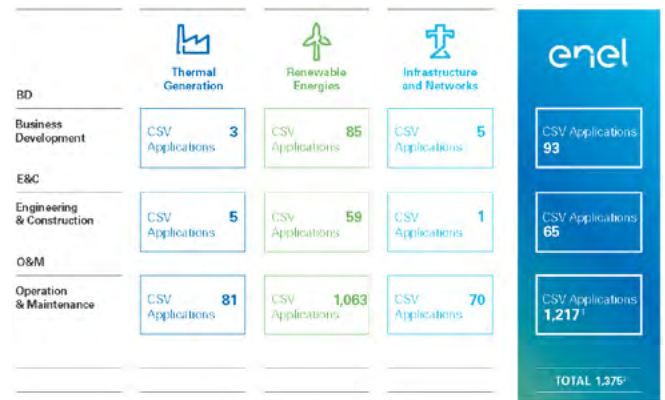 enel
Thermal
Generation
Renewable
Energies
Infrastructure
and Networks
BD
Business
Development
CSV 3
Applications
CSV 85
Applications
CSV 5
Applications
CSV Applications
93
E&C
Engineering
& Construction
CSV 5
Applications
CSV 59
Applications
CSV 1
Applications
CSV Applications
65
O&M
Operation
& Maintenance
CSV 81
Applications
CSV 1,063
Applications
CSV 70
Applications
CSV Applications
1,217¹
TOTAL 1,375²